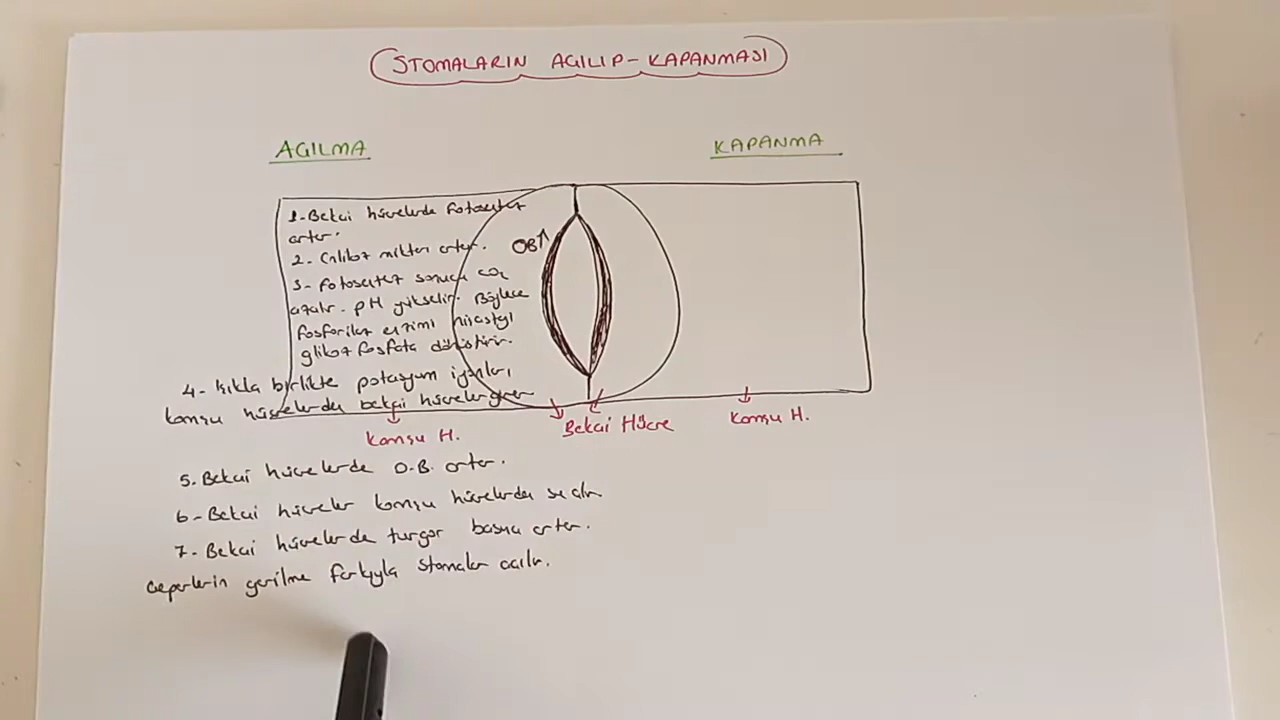 STOMALARIN AÇILIP-KAPANMASI
AÇILMA
KAPANMA
1-Bekçi hücrelerde fotosentez
artar.
2- Glikoz miktarı artar.
OB↑
3- Fotosentez sonucu CO2
azalır. pH yükselir. Böylece
fosforilaz enzimi nişastayı
glikoz fosfata dönüştürür.
4- Işıkla birlikte potasyum iyonları,
komşu hücrelerden bekçi hücrelere girer
Komşu H.
Bekçi Hücre
Komşu H.
5. Bekçi hücrelerde O.B. artar.
6- Bekçi hücreler komşu hücrelerden su alır.
7- Bekçi hücrelerde turgor basıncı artar.
Çeperlerin gerilme farkıyla stomalar açılır.